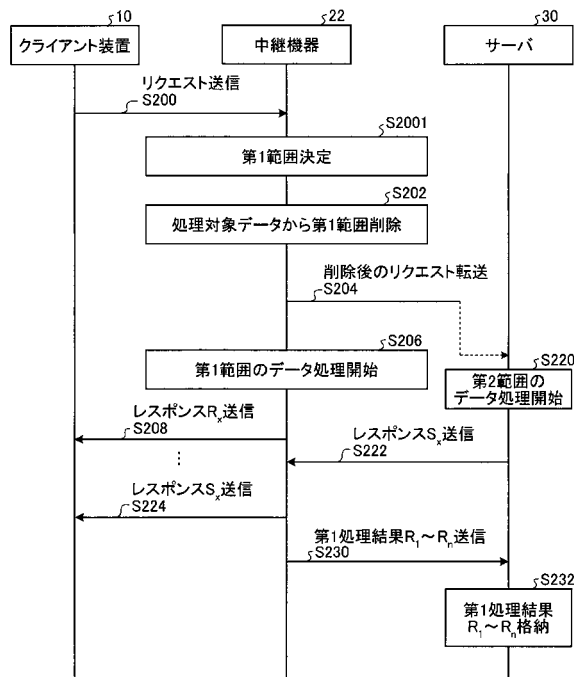 10
22
30
クライアント装置
中継機器
サーバ
リクエスト送信
S200
S2001
第1範囲決定
S202
処理対象データから第1範囲削除
削除後のリクエスト転送
S204
S206
第1範囲のデータ処理開始
S220
第2範囲の
データ処理開始
レスポンスRx送信
S208
レスポンスSx送信
S222
⋮
レスポンスSx送信
S224
第1処理結果R1～Rn送信
S230
S232
第1処理結果
R1～Rn格納